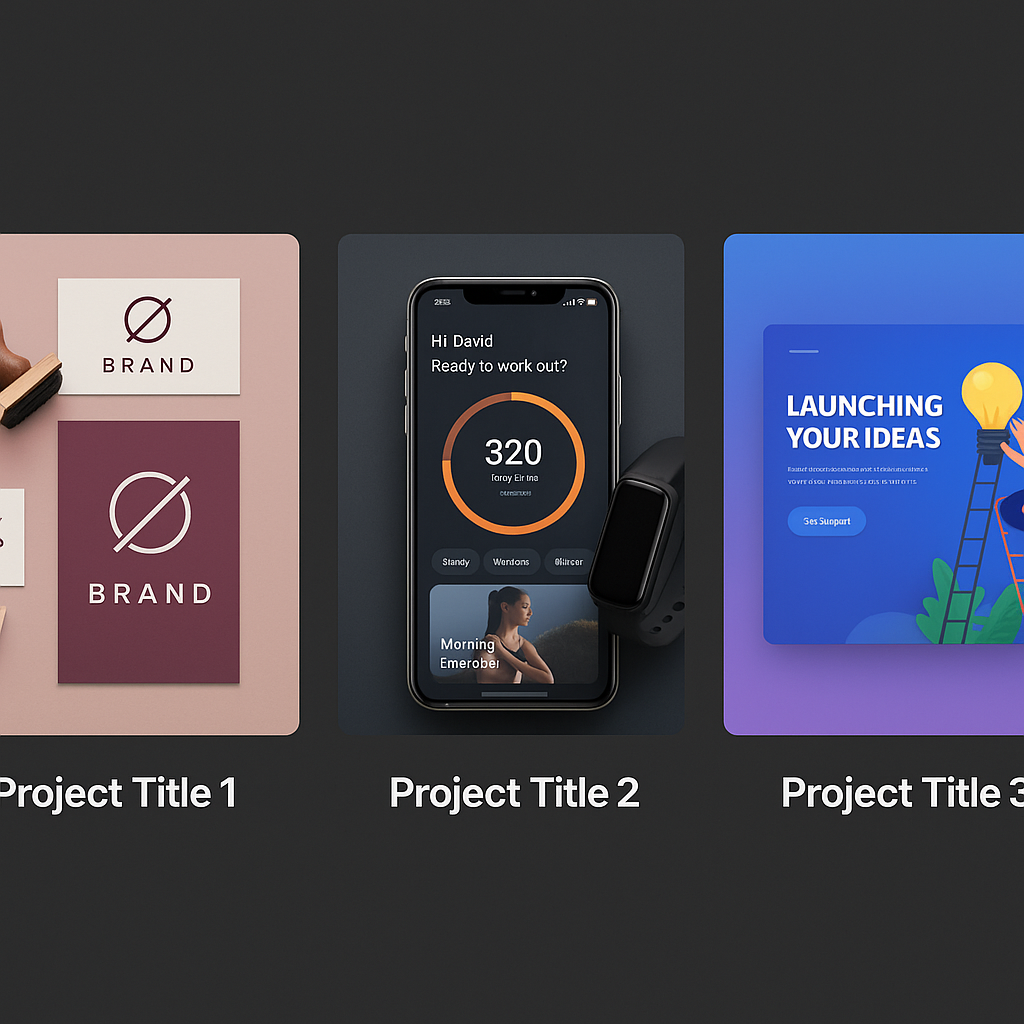 BRAND
BRAND
Project Title 1
Hi David
Ready to work out?
320
Standy
Wentons
Morning
Emerober
Project Title 2
LAUNCHING
YOUR IDEAS
Ses Suapart
Project Title 3